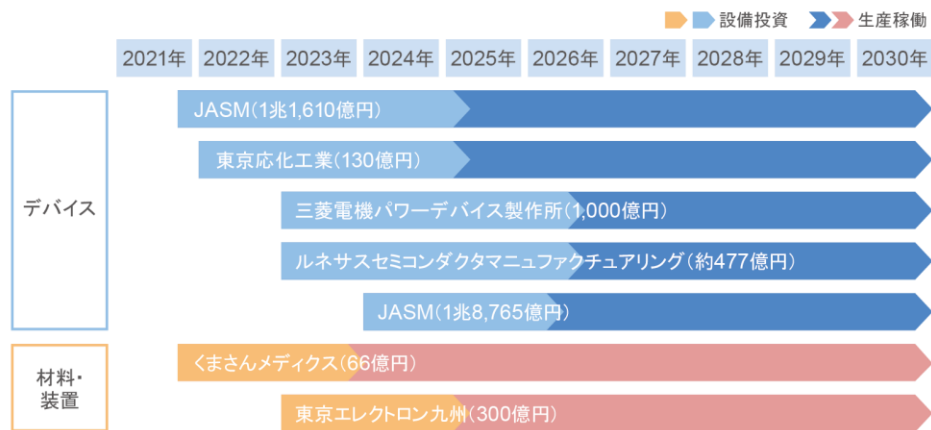 設備投資 生産稼働
2021年 2022年 2023年 2024年 2025年 2026年 2027年 2028年 2029年 2030年
デバイス
JASM(1兆1,610億円)
東京応化工業(130億円)
三菱電機パワーデバイス製作所(1,000億円)
ルネサスセミコンダクタマニュファクチュアリング(約477億円)
JASM(1兆8,765億円)
材料・
装置
くまさんメディクス(66億円)
東京エレクトロン九州(300億円)